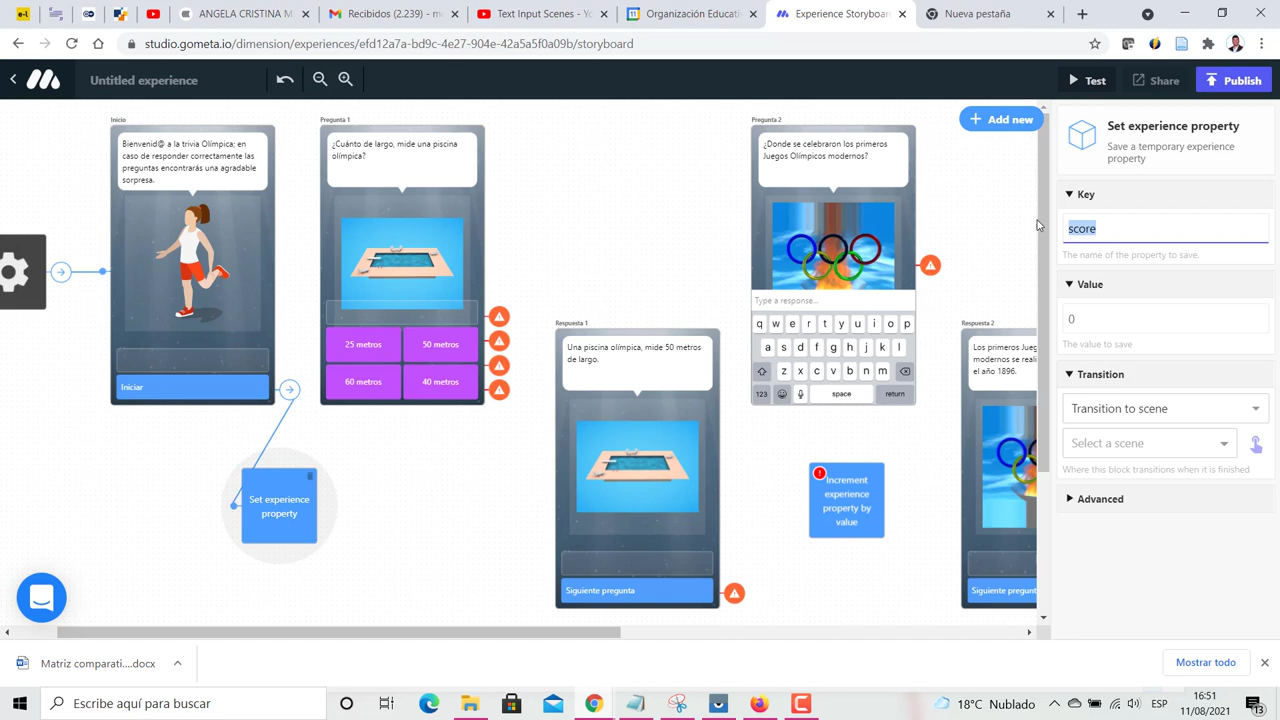 ANGELA CRISTINA M
Recibidos (2.239) - m
Text Input Scenes - Yo
Organización Educativ
Experience Storyboar
Nueva pestaña
studio.gometa.io/dimension/experiences/efd12a7a-bd9c-4e27-904e-42a5a5f0a09b/storyboard
Untitled experience
Test
Share
Publish
Add new
Inicio
Bienvenid@ a la trivia Olímpica; en
caso de responder correctamente las
preguntas encontrarás una agradable
sorpresa.
Iniciar
Pregunta 1
¿Cuánto de largo, mide una piscina
olímpica?
25 metros
50 metros
60 metros
40 metros
Set experience
property
Respuesta 1
Una piscina olímpica, mide 50 metros
de largo.
Siguiente pregunta
Pregunta 2
¿Donde se celebraron los primeros
Juegos Olímpicos modernos?
Type a response...
q w e r t y u i o p
a s d f g h j k l
z x c v b n m
123 space return
Increment
experience
property by
value
Respuesta 2
Los primeros Jueg
modernos se reali
el año 1896.
Siguiente pregunt
Set experience property
Save a temporary experience
property
Key
score
The name of the property to save.
Value
0
The value to save
Transition
Transition to scene
Select a scene
Where this block transitions when it is finished
Advanced
Matriz comparati....docx
Mostrar todo
Escribe aquí para buscar
18°C Nublado
ESP
16:51
11/08/2021
13